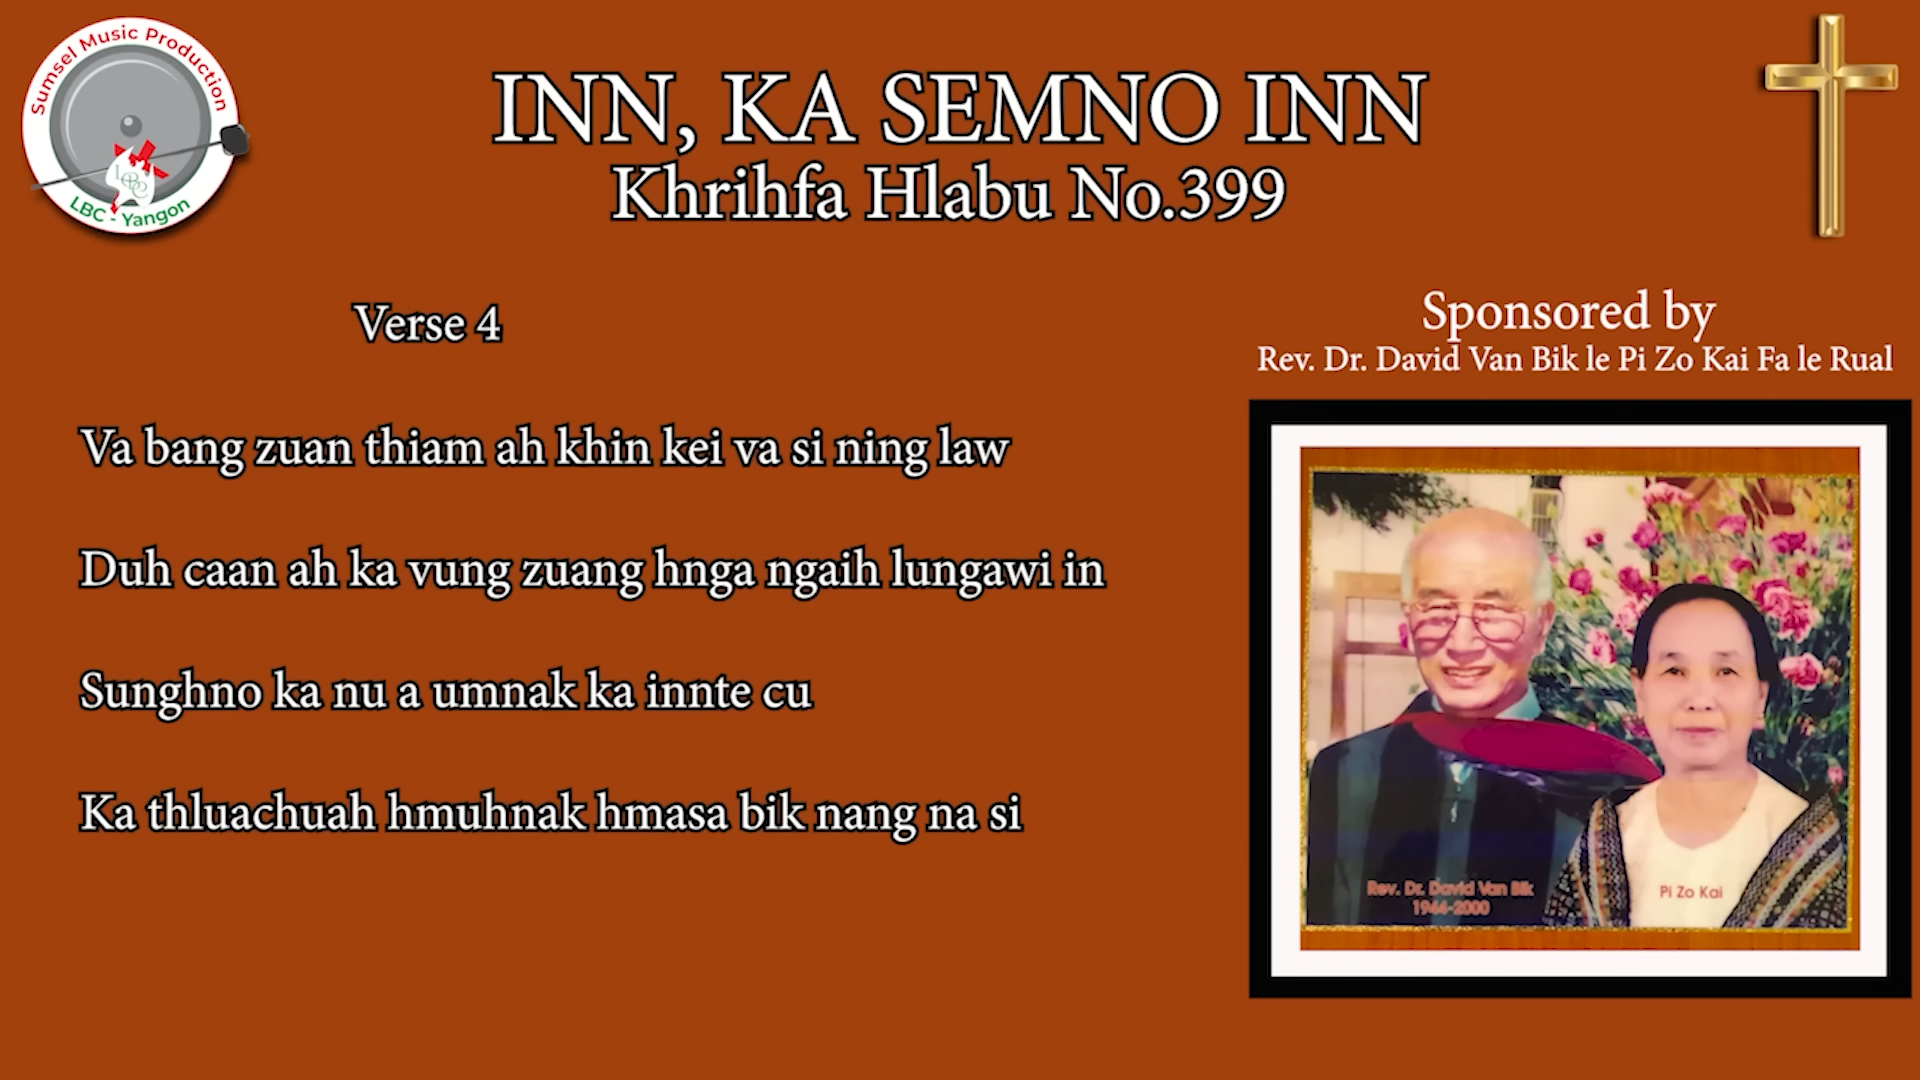 Sumsel Music Production
LBC - Yangon
INN, KA SEMNO INN
Khrihfa Hlabu No.399
Verse 4
Va bang zuan thiam ah khin kei va si ning law
Duh caan ah ka vung zuang hnga ngaih lungawi in
Sunghno ka nu a umnak ka innte cu
Ka thluachuah hmuhnak hmasa bik nang na si
Sponsored by
Rev. Dr. David Van Bik le Pi Zo Kai Fa le Rual
Rev. Dr. David Van Bik
1944-2000
Pi Zo Kai